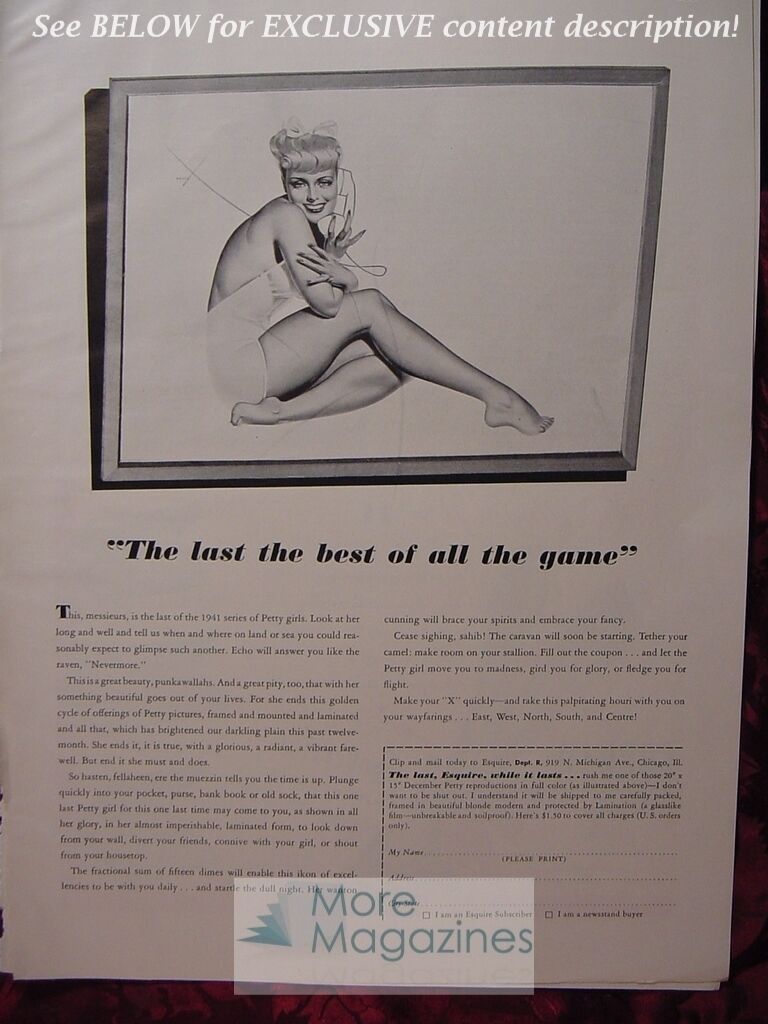 See BELOW for EXCLUSIVE content description!
"The last the best of all the game"
This, messieurs, is the last of the 1941 series of Petty girls. Look at her
long and well and tell us when and where on land or sea you could rea-
sonably expect to glimpse such another. Echo will answer you like the
raven, "Nevermore."
This is a great beauty, punkawallahs. And a great pity, too, that with her
something beautiful goes out of your lives. For she ends this golden
cycle of offerings of Petty pictures, framed and mounted and laminated
and all that, which has brightened our darkling plain this past twelve-
month. She ends it, it is true, with a glorious, a radiant, a vibrant fare-
well. But end it she must and does.
So hasten, fellaheen, ere the muezzin tells you the time is up. Plunge
quickly into your pocket, purse, bank book or old sock, that this one
last Petty girl for this one last time may come to you, as shown in all
her glory, in her almost imperishable, laminated form, to look down
from your wall, divert your friends, connive with your girl, or shout
from your housetop.
The fractional sum of fifteen dimes will enable this ikon of excel-
lencies to be with you daily . . . and startle the dull night. Her wanton
cunning will brace your spirits and embrace your fancy.
Cease sighing, sahib! The caravan will soon be starting. Tether your
camel: make room on your stallion. Fill out the coupon . . . and let the
Petty girl move you to madness, gird you for glory, or fledge you for
flight.
Make your "X" quickly—and take this palpitating houri with you on
your wayfarings . . . East, West, North, South, and Centre!
Clip and mail today to Esquire, Dept. R, 919 N. Michigan Ave., Chicago, Ill.
The last, Esquire, while it lasts . . . rush me one of those 20" x
15" December Petty reproductions in full color (as illustrated above)—I don't
want to be shut out. I understand it will be shipped to me carefully packed,
framed in beautiful blonde modern and protected by Lamination (a glasslike
film—unbreakable and soilproof). Here's $1.50 to cover all charges (U.S. orders
only).
My Name
(PLEASE PRINT)
Address
City-State
I am an Esquire Subscriber I am a newsstand buyer
More
Magazines